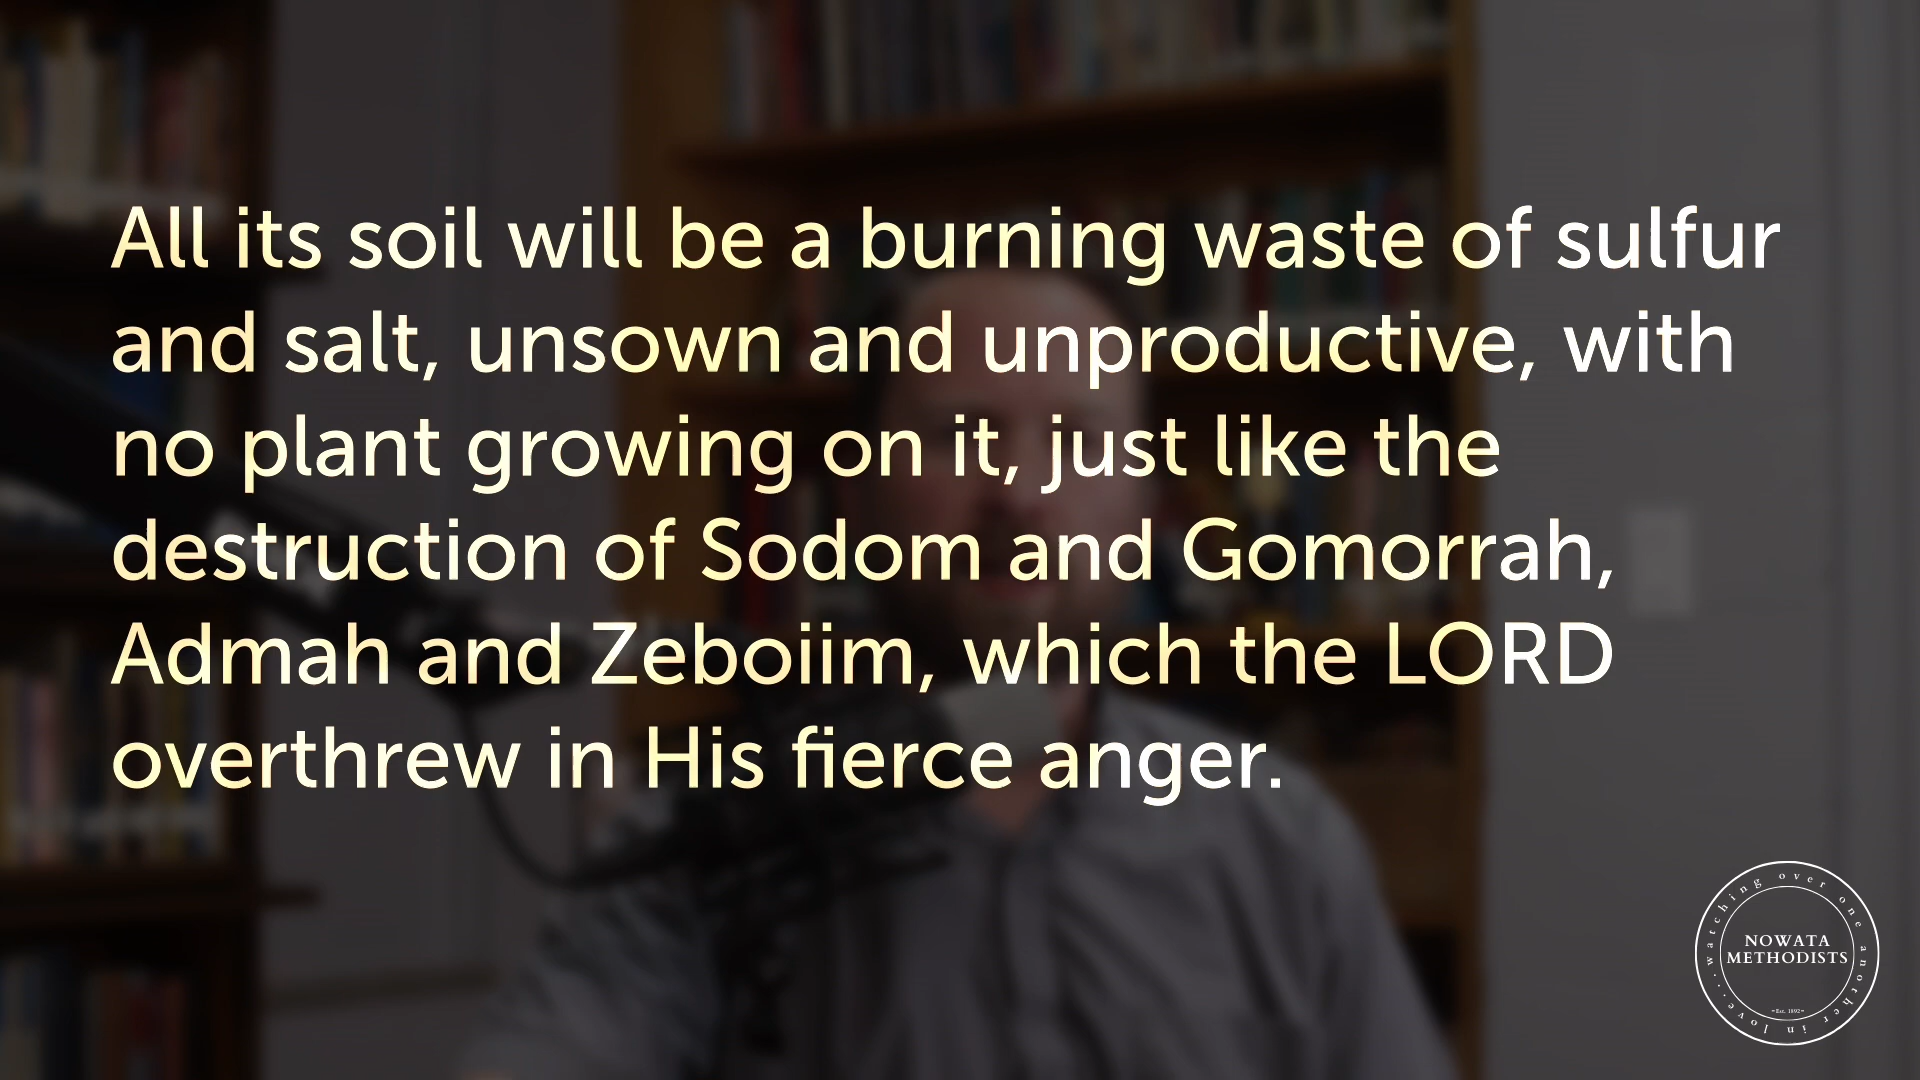 All its soil will be a burning waste of sulfur
and salt, unsown and unproductive, with
no plant growing on it, just like the
destruction of Sodom and Gomorrah,
Admah and Zeboiim, which the LORD
overthrew in His fierce anger.
watching over one another in love...
NOWATA
METHODISTS
~Est. 1892~